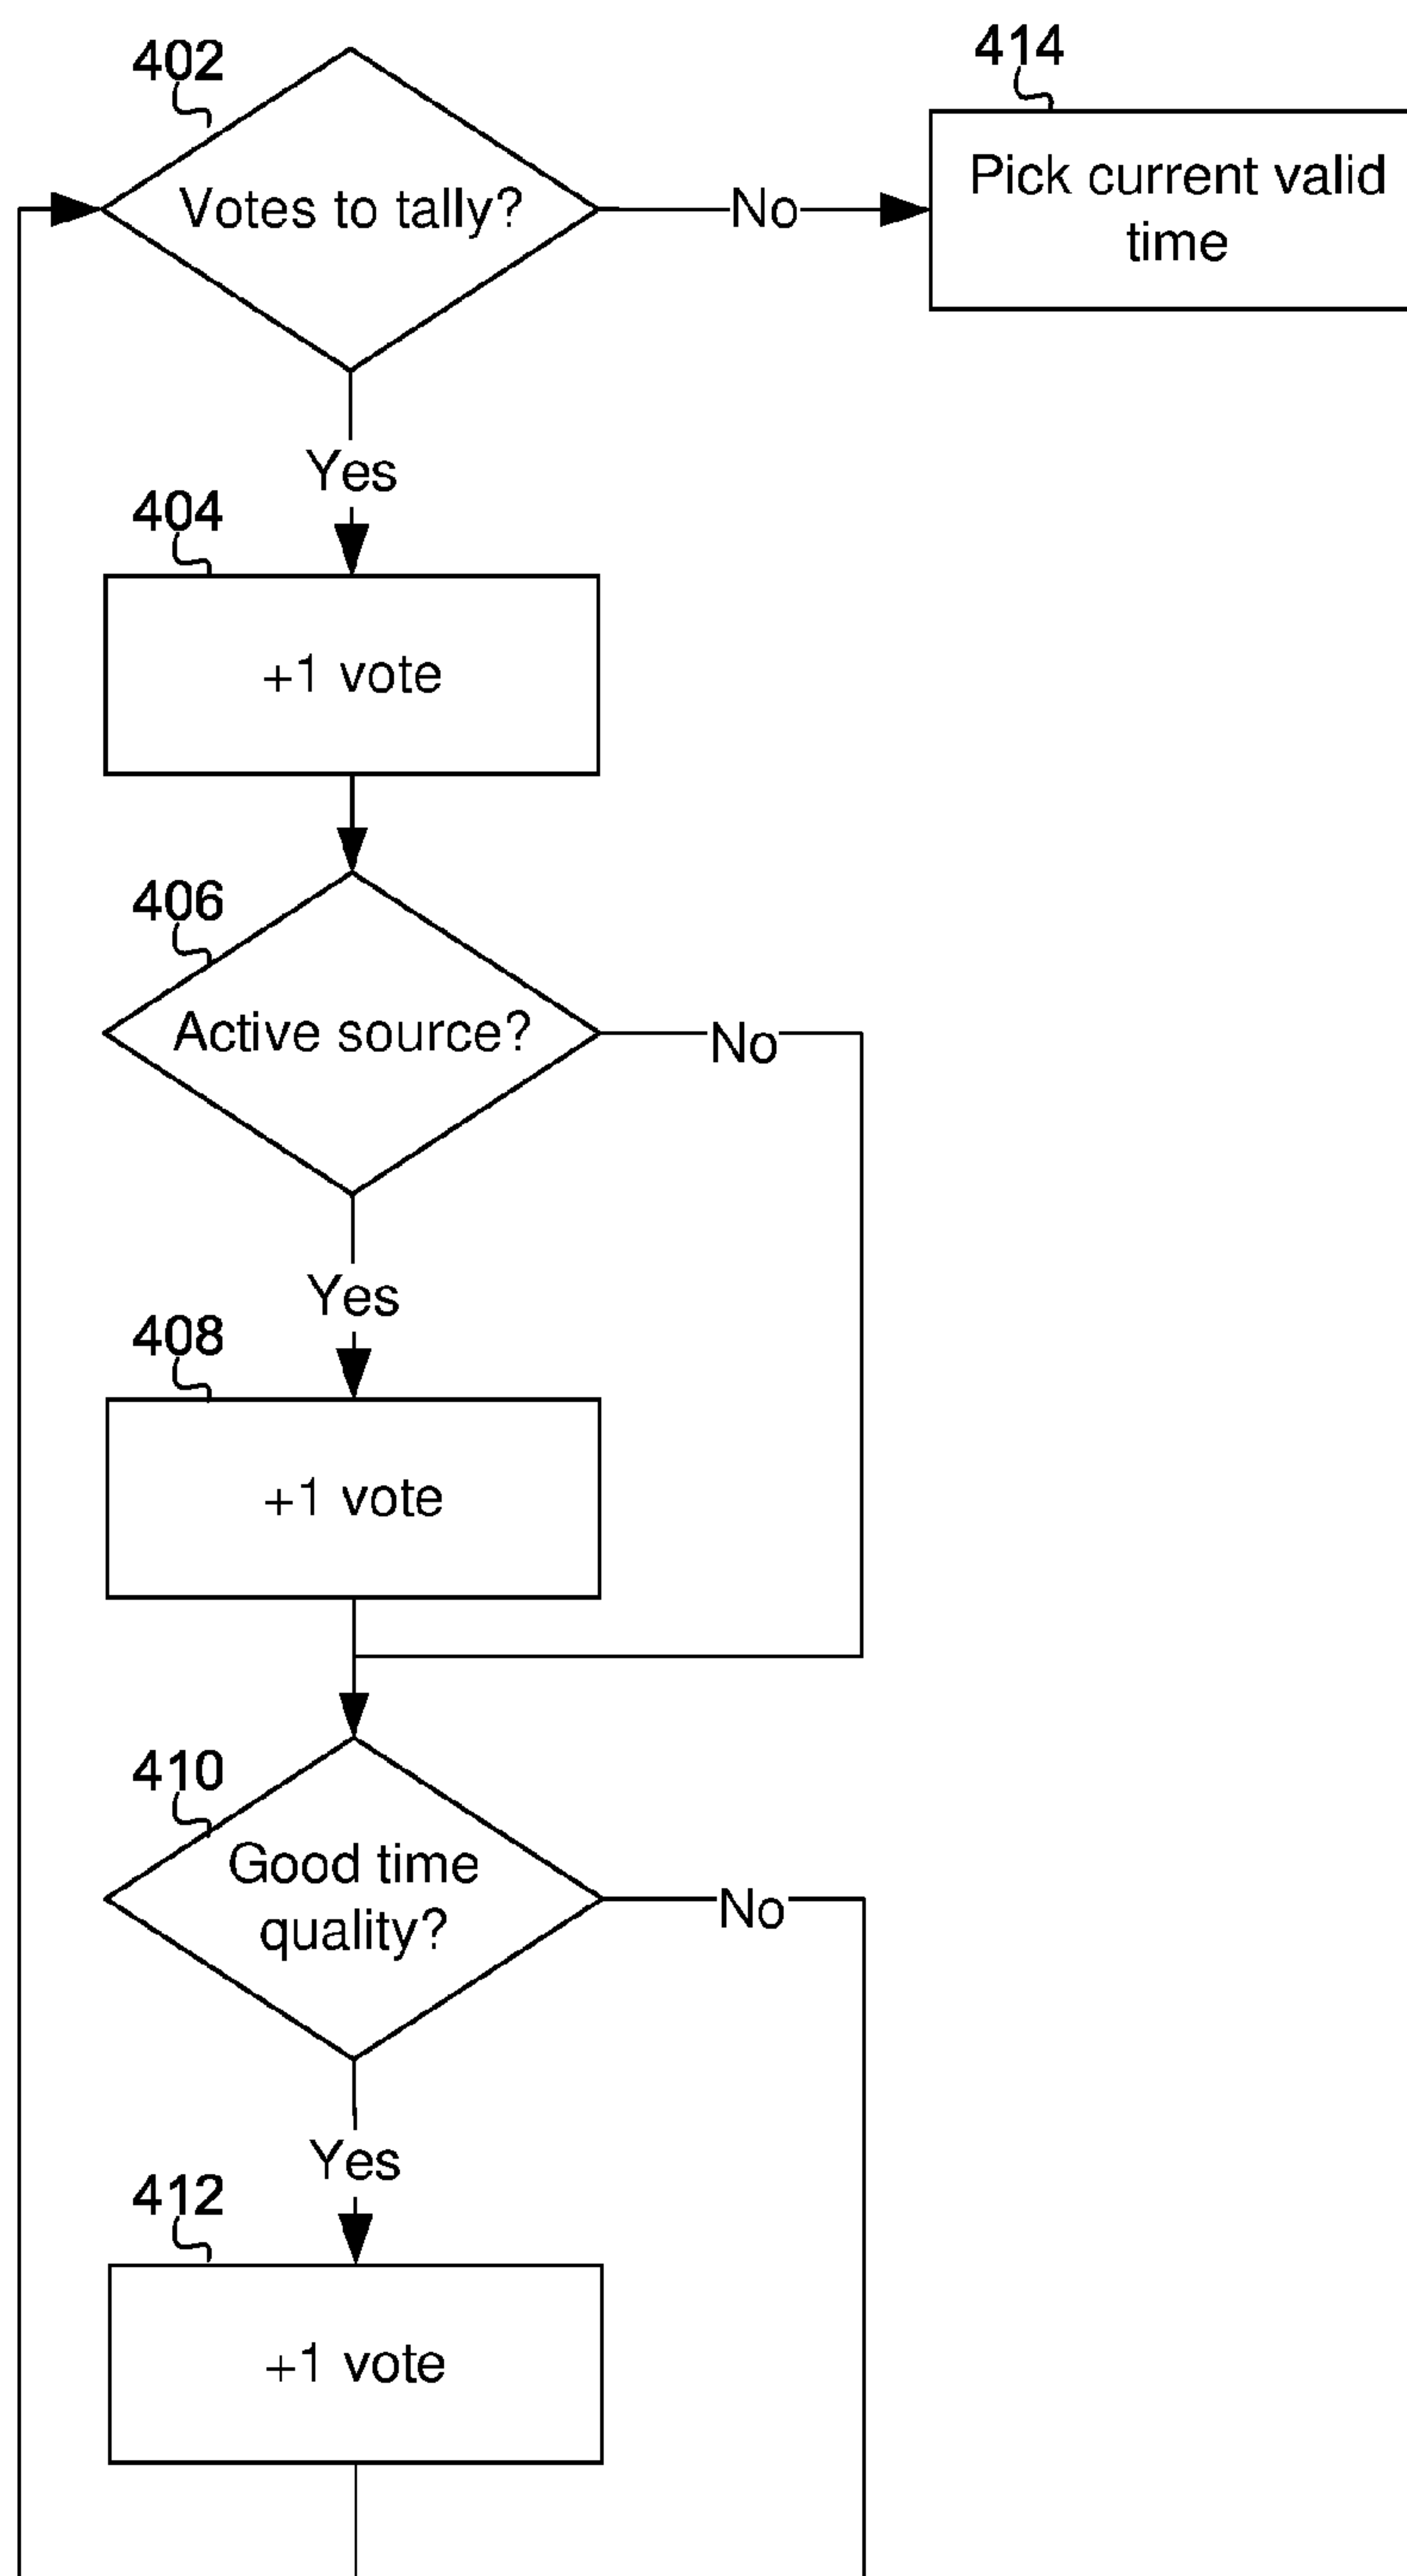 402
414
Votes to tally?
No
Pick current valid
time
Yes
404
+1 vote
406
Active source?
No
Yes
408
+1 vote
410
Good time
quality?
No
Yes
412
+1 vote